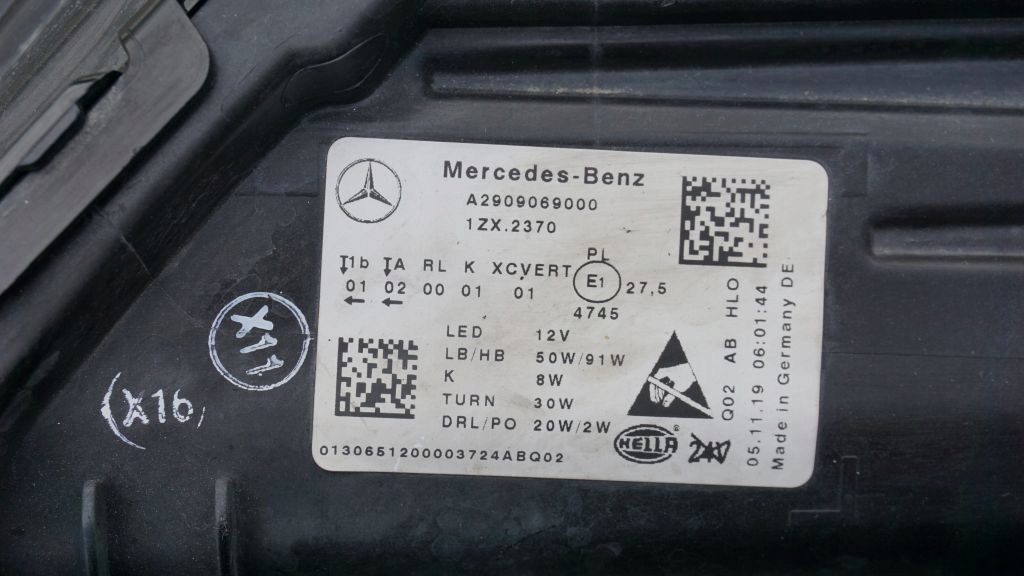 Mercedes-Benz
A2909069000
1ZX.2370
PL
T1b TA RL K XCVERT E1 27,5
01 02 00 01 01
4745
LED 12V
LB/HB 50W/91W
K 8W
TURN 30W
DRL/PO 20W/2W
HELLA ®
0130651200003724ABQ02
Q02 AB HLO
05.11.19 06:01:44
Made in Germany DE
X11
(X16)